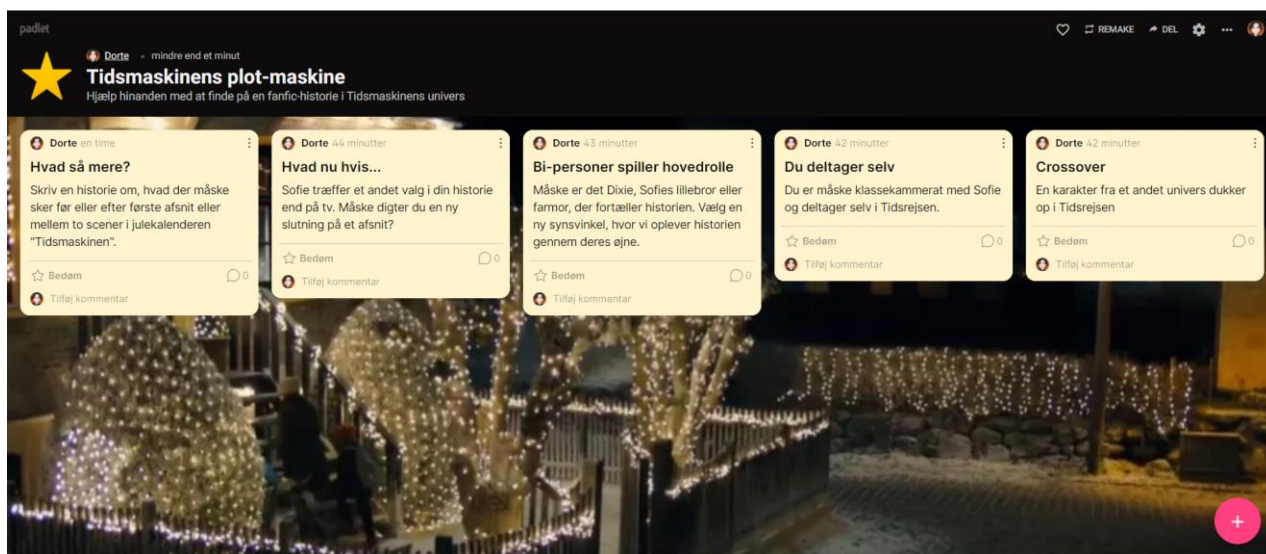 padlet
REMAKE
DEL
Dorte • mindre end et minut
Tidsmaskinens plot-maskine
Hjælp hinanden med at finde på en fanfic-historie i Tidsmaskinens univers
Dorte en time
Hvad så mere?
Skriv en historie om, hvad der måske
sker før eller efter første afsnit eller
mellem to scener i julekalenderen
"Tidsmaskinen".
Bedøm
0
Tilføj kommentar
Dorte 44 minutter
Hvad nu hvis...
Sofie træffer et andet valg i din historie
end på tv. Måske digter du en ny
slutning på et afsnit?
Bedøm
0
Tilføj kommentar
Dorte 43 minutter
Bi-personer spiller hovedrolle
Måske er det Dixie, Sofies lillebror eller
farmor, der fortæller historien. Vælg en
ny synsvinkel, hvor vi oplever historien
gennem deres øjne.
Bedøm
0
Tilføj kommentar
Dorte 42 minutter
Du deltager selv
Du er måske klassekammerat med Sofie
og deltager selv i Tidsrejsen.
Bedøm
0
Tilføj kommentar
Dorte 42 minutter
Crossover
En karakter fra et andet univers dukker
op i Tidsrejsen
Bedøm
0
Tilføj kommentar